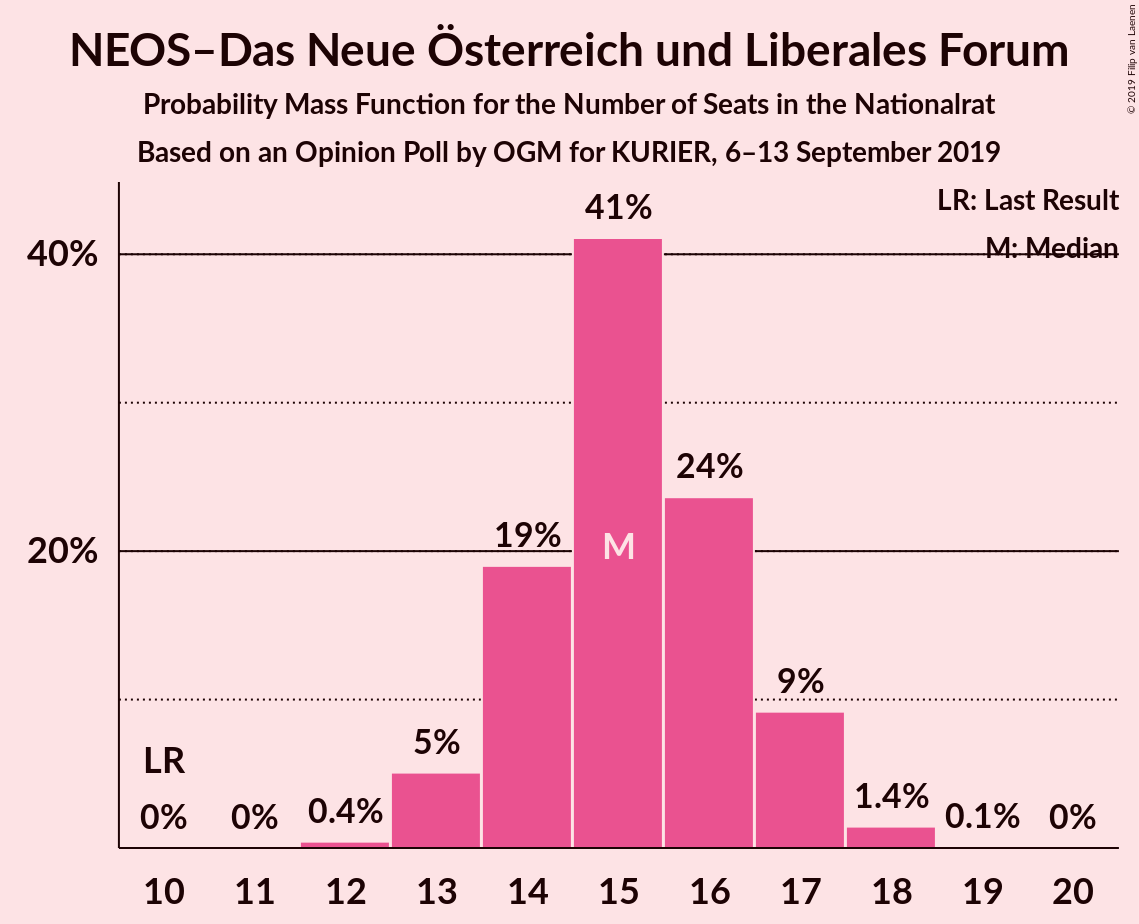 NEOS–Das Neue Österreich und Liberales Forum
Probability Mass Function for the Number of Seats in the Nationalrat
Based on an Opinion Poll by OGM for KURIER, 6–13 September 2019
© 2019 Filip van Laenen
LR: Last Result
M: Median
40%
20%
41%
24%
19%
M
9%
5%
LR
0%
0%
0.4%
1.4%
0.1%
0%
10 11 12 13 14 15 16 17 18 19 20